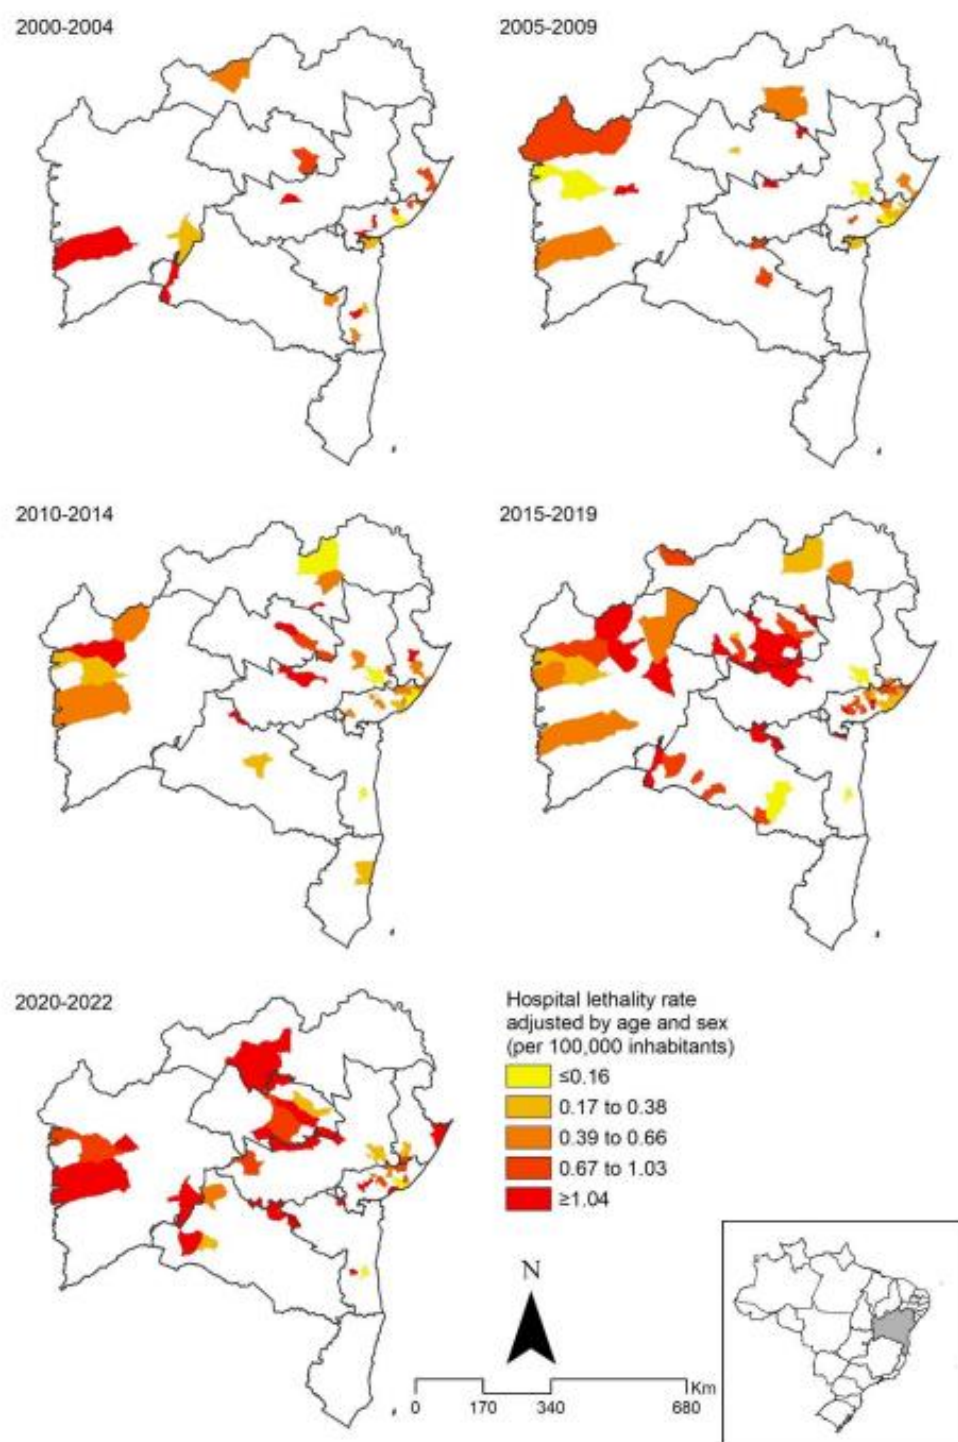 2000-2004
2005-2009
2010-2014
2015-2019
2020-2022
Hospital lethality rate
adjusted by age and sex
(per 100,000 inhabitants)
≤0.16
0.17 to 0.38
0.39 to 0.66
0.67 to 1.03
≥1.04
N
Km
0 170 340 680